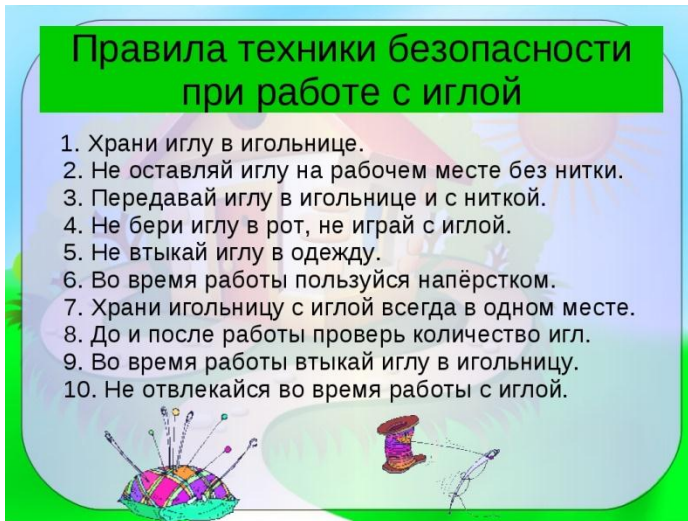 Правила техники безопасности
при работе с иглой
1. Храни иглу в игольнице.
2. Не оставляй иглу на рабочем месте без нитки.
3. Передавай иглу в игольнице и с ниткой.
4. Не бери иглу в рот, не играй с иглой.
5. Не втыкай иглу в одежду.
6. Во время работы пользуйся напёрстком.
7. Храни игольницу с иглой всегда в одном месте.
8. До и после работы проверь количество игл.
9. Во время работы втыкай иглу в игольницу.
10. Не отвлекайся во время работы с иглой.